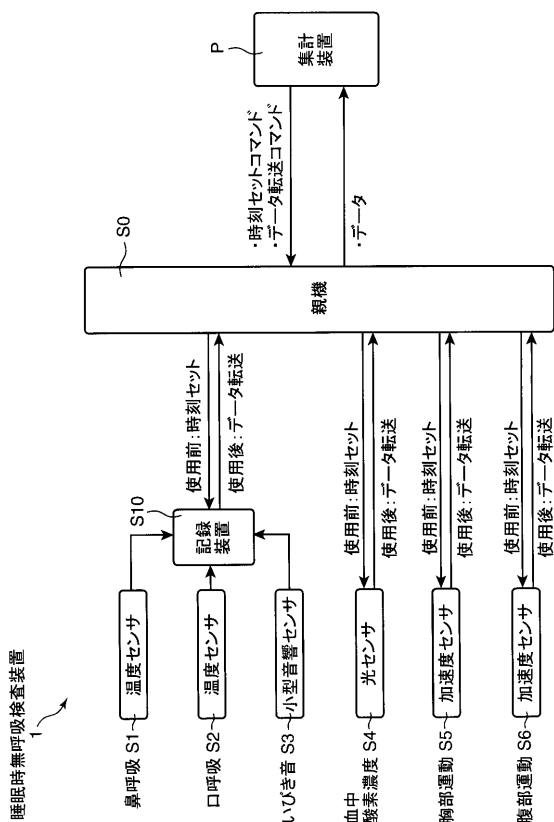 睡眠時無呼吸検査装置
1
鼻呼吸 S1
温度センサ
口呼吸 S2
温度センサ
いびき音 S3
小型音響センサ
血中
酸素濃度 S4
光センサ
胸部運動 S5
加速度センサ
腹部運動 S6
加速度センサ
S10
記録
装置
使用前:時刻セット
使用後:データ転送
使用前:時刻セット
使用後:データ転送
使用前:時刻セット
使用後:データ転送
使用前:時刻セット
使用後:データ転送
S0
親機
・時刻セットコマンド
・データ転送コマンド
・データ
P
集計
装置